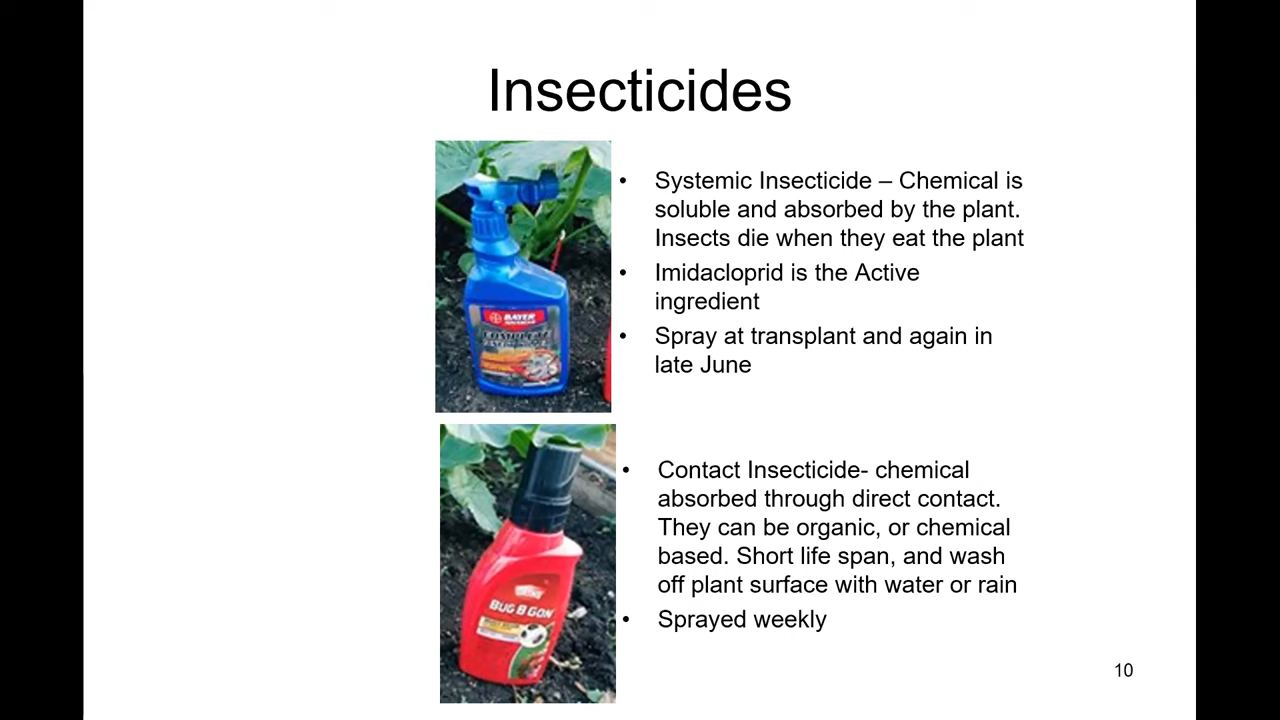 Insecticides
• Systemic Insecticide – Chemical is
soluble and absorbed by the plant.
Insects die when they eat the plant
• Imidacloprid is the Active
ingredient
• Spray at transplant and again in
late June
BAYER
COMPLETE
• Contact Insecticide- chemical
absorbed through direct contact.
They can be organic, or chemical
based. Short life span, and wash
off plant surface with water or rain
• Sprayed weekly
ORTHO
BUG B GON
10